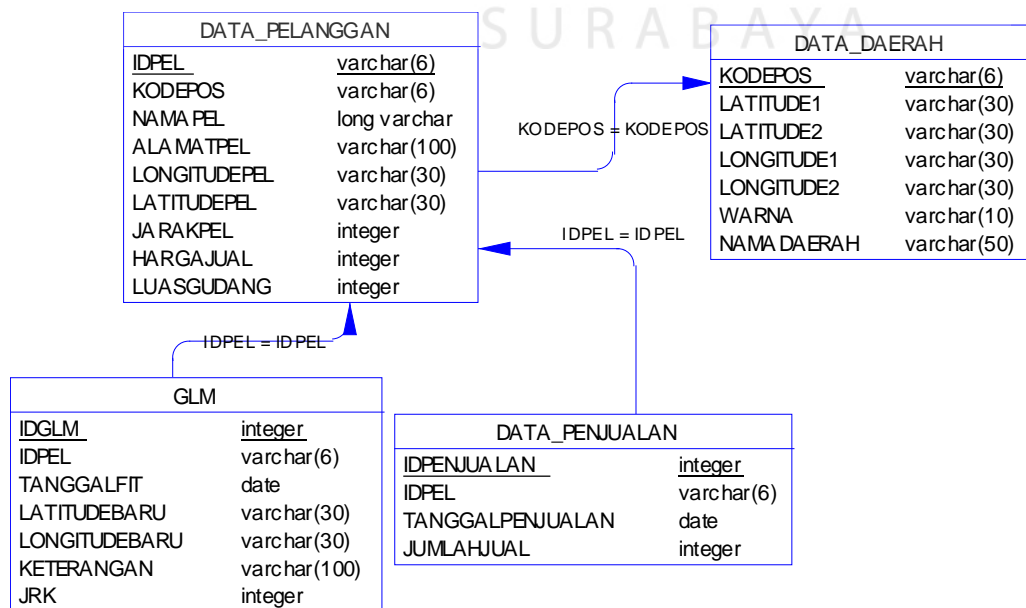 SURABAYA
DATA_PELANGGAN
IDPEL varchar(6)
KODEPOS varchar(6)
NAMAPEL long varchar
ALAMATPEL varchar(100)
LONGITUDEPEL varchar(30)
LATITUDEPEL varchar(30)
JARAKPEL integer
HARGAJUAL integer
LUASGUDANG integer
KODEPOS = KODEPOS
DATA_DAERAH
KODEPOS varchar(6)
LATITUDE1 varchar(30)
LATITUDE2 varchar(30)
LONGITUDE1 varchar(30)
LONGITUDE2 varchar(30)
WARNA varchar(10)
NAMADAERAH varchar(50)
IDPEL = IDPEL
IDPEL = IDPEL
GLM
IDGLM integer
IDPEL varchar(6)
TANGGALFIT date
LATITUDEBARU varchar(30)
LONGITUDEBARU varchar(30)
KETERANGAN varchar(100)
JRK integer
DATA_PENJUALAN
IDPENJUALAN integer
IDPEL varchar(6)
TANGGALPENJUALAN date
JUMLAHJUAL integer